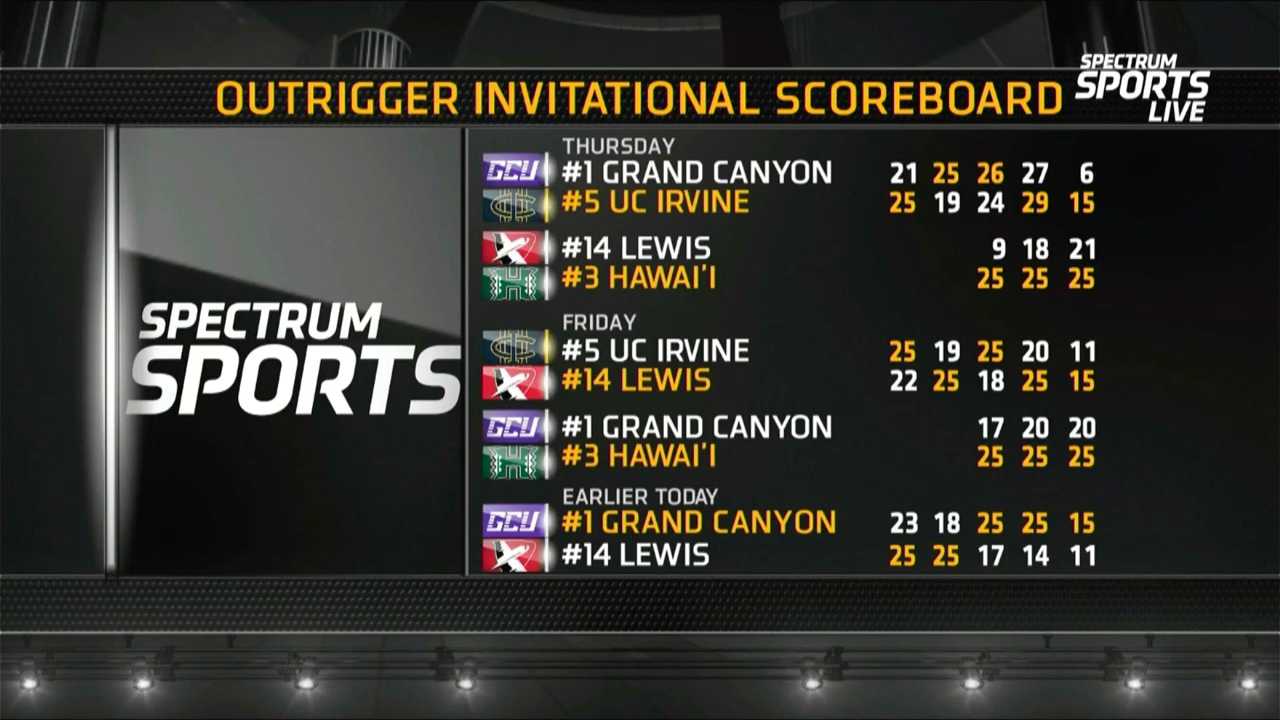 OUTRIGGER INVITATIONAL SCOREBOARD
SPECTRUM
SPORTS
LIVE
SPECTRUM
SPORTS
THURSDAY
GCU #1 GRAND CANYON 21 25 26 27 6
#5 UC IRVINE 25 19 24 29 15
#14 LEWIS 9 18 21
H #3 HAWAI'I 25 25 25
FRIDAY
#5 UC IRVINE 25 19 25 20 11
#14 LEWIS 22 25 18 25 15
GCU #1 GRAND CANYON 17 20 20
H #3 HAWAI'I 25 25 25
EARLIER TODAY
GCU #1 GRAND CANYON 23 18 25 25 15
#14 LEWIS 25 25 17 14 11